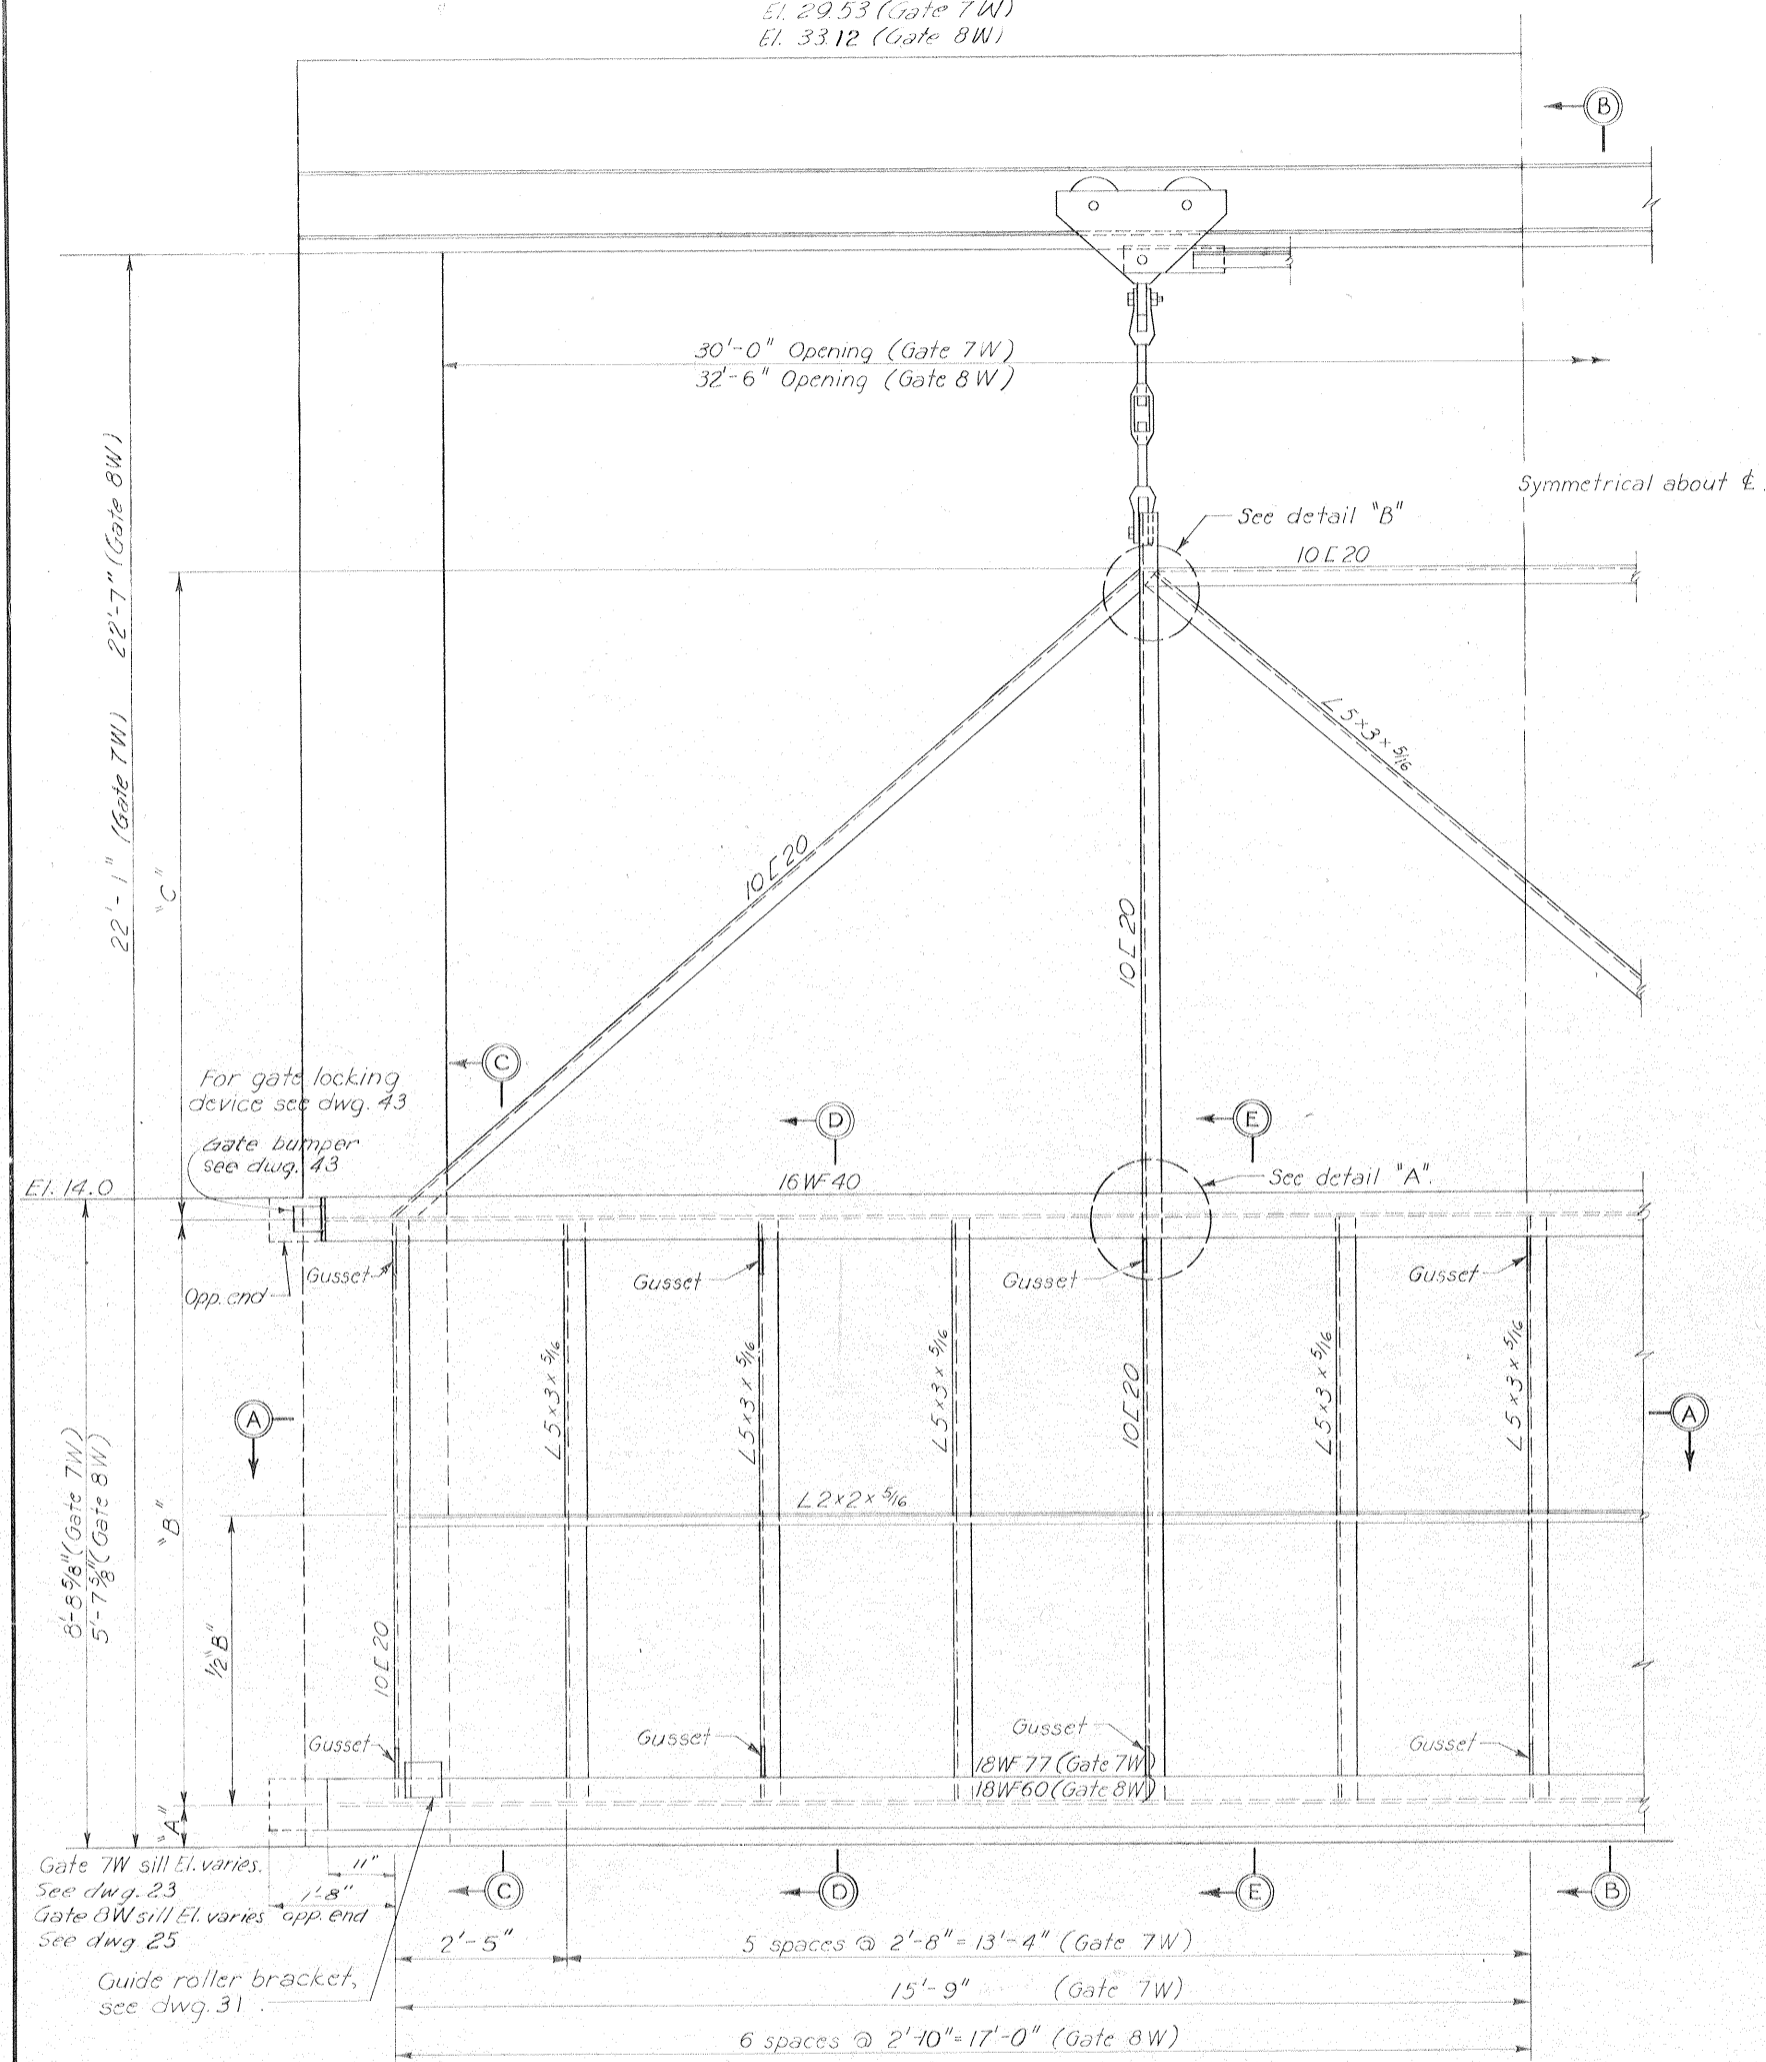 El. 29.53 (Gate 7W)
El. 33.12 (Gate 8W)
B
30'-0" Opening (Gate 7W)
32'-6" Opening (Gate 8W)
Symmetrical about ℄
See detail "B"
10 [ 20
22'-1" (Gate 7W) 22'-7" (Gate 8W)
"C"
L 5×3×5/16
10 [ 20
10 [ 20
C
For gate locking
device see dwg. 43
Gate bumper
see dwg. 43
D
E
16WF40
See detail "A".
El. 14.0
Gusset
Gusset
Gusset
Gusset
Opp. end
L 5×3×5/16
L 5×3×5/16
L 5×3×5/16
10 [ 20
L 5×3×5/16
L 5×3×5/16
A
A
8'-8 5/8" (Gate 7W)
5'-7 5/8" (Gate 8W)
"B"
1/2 "B"
L2×2×5/16
10 [ 20
Gusset
Gusset
Gusset
Gusset
18WF77 (Gate 7W)
18WF60 (Gate 8W)
"A"
Gate 7W sill El. varies.
See dwg. 23
Gate 8W sill El. varies
See dwg 25
11"
1'-8"
opp. end
C
D
E
B
2'-5"
5 spaces @ 2'-8" = 13'-4" (Gate 7W)
Guide roller bracket,
see dwg. 31.
15'-9" (Gate 7W)
6 spaces @ 2'-10" = 17'-0" (Gate 8W)